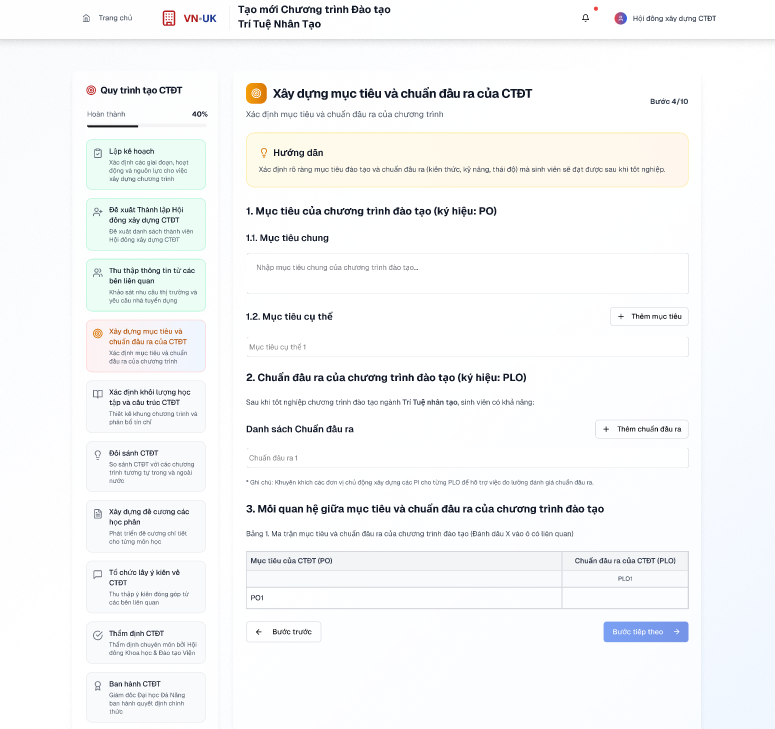 Trang chủ
VN-UK
Tạo mới Chương trình Đào tạo
Trí Tuệ Nhân Tạo
Hội đồng xây dựng CTĐT
Quy trình tạo CTĐT
Hoàn thành 40%
Lập kế hoạch
Xác định các giai đoạn, hoạt
động và nguồn lực cho việc
xây dựng chương trình
Đề xuất Thành lập Hội
đồng xây dựng CTĐT
Đề xuất danh sách thành viên
Hội đồng xây dựng CTĐT
Thu thập thông tin từ các
bên liên quan
Khảo sát nhu cầu thị trường và
yêu cầu nhà tuyển dụng
Xây dựng mục tiêu và
chuẩn đầu ra của CTĐT
Xác định mục tiêu và chuẩn
đầu ra của chương trình
Xác định khối lượng học
tập và cấu trúc CTĐT
Thiết kế khung chương trình và
phân bổ tín chỉ
Đối sánh CTĐT
So sánh CTĐT với các chương
trình tương tự trong và ngoài
nước
Xây dựng đề cương các
học phần
Phát triển đề cương chi tiết
cho từng môn học
Tổ chức lấy ý kiến về
CTĐT
Thu thập ý kiến đóng góp từ
các bên liên quan
Thẩm định CTĐT
Thẩm định chuyên môn bởi Hội
đồng Khoa học & Đào tạo Viện
Ban hành CTĐT
Giám đốc Đại học Đà Nẵng
ban hành quyết định chính
thức
Xây dựng mục tiêu và chuẩn đầu ra của CTĐT
Xác định mục tiêu và chuẩn đầu ra của chương trình
Bước 4/10
Hướng dẫn
Xác định rõ ràng mục tiêu đào tạo và chuẩn đầu ra (kiến thức, kỹ năng, thái độ) mà sinh viên sẽ đạt được sau khi tốt nghiệp.
1. Mục tiêu của chương trình đào tạo (ký hiệu: PO)
1.1. Mục tiêu chung
Nhập mục tiêu chung của chương trình đào tạo...
1.2. Mục tiêu cụ thể
Thêm mục tiêu
Mục tiêu cụ thể 1
2. Chuẩn đầu ra của chương trình đào tạo (ký hiệu: PLO)
Sau khi tốt nghiệp chương trình đào tạo ngành Trí Tuệ nhân tạo, sinh viên có khả năng:
Danh sách Chuẩn đầu ra
Thêm chuẩn đầu ra
Chuẩn đầu ra 1
* Ghi chú: Khuyến khích các đơn vị chủ động xây dựng các PI cho từng PLO để hỗ trợ việc đo lường đánh giá chuẩn đầu ra.
3. Mối quan hệ giữa mục tiêu và chuẩn đầu ra của chương trình đào tạo
Bảng 1. Ma trận mục tiêu và chuẩn đầu ra của chương trình đào tạo (Đánh dấu X vào ô có liên quan)
Mục tiêu của CTĐT (PO) Chuẩn đầu ra của CTĐT (PLO)
PLO1
PO1
Bước trước
Bước tiếp theo